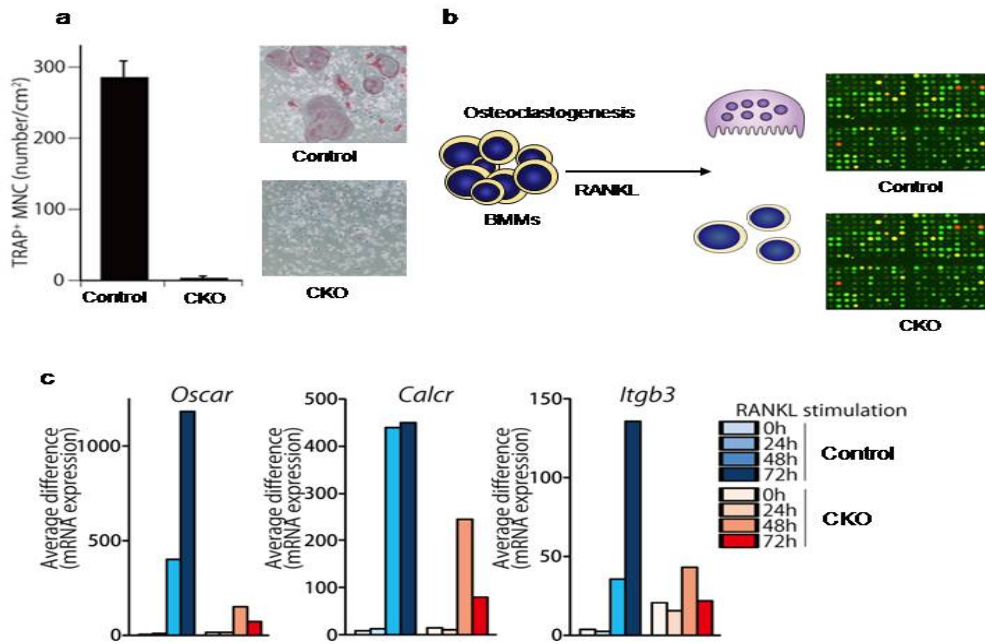 a
TRAP⁺ MNC (number/cm²)
300
200
100
0
Control
CKO
Control
CKO
b
Osteoclastogenesis
RANKL
BMMs
Control
CKO
c
Oscar
Average difference
(mRNA expression)
1000
500
0
Calcr
Average difference
(mRNA expression)
500
400
300
200
100
0
Itgb3
Average difference
(mRNA expression)
150
100
50
0
RANKL stimulation
0h
24h
48h
72h
Control
0h
24h
48h
72h
CKO